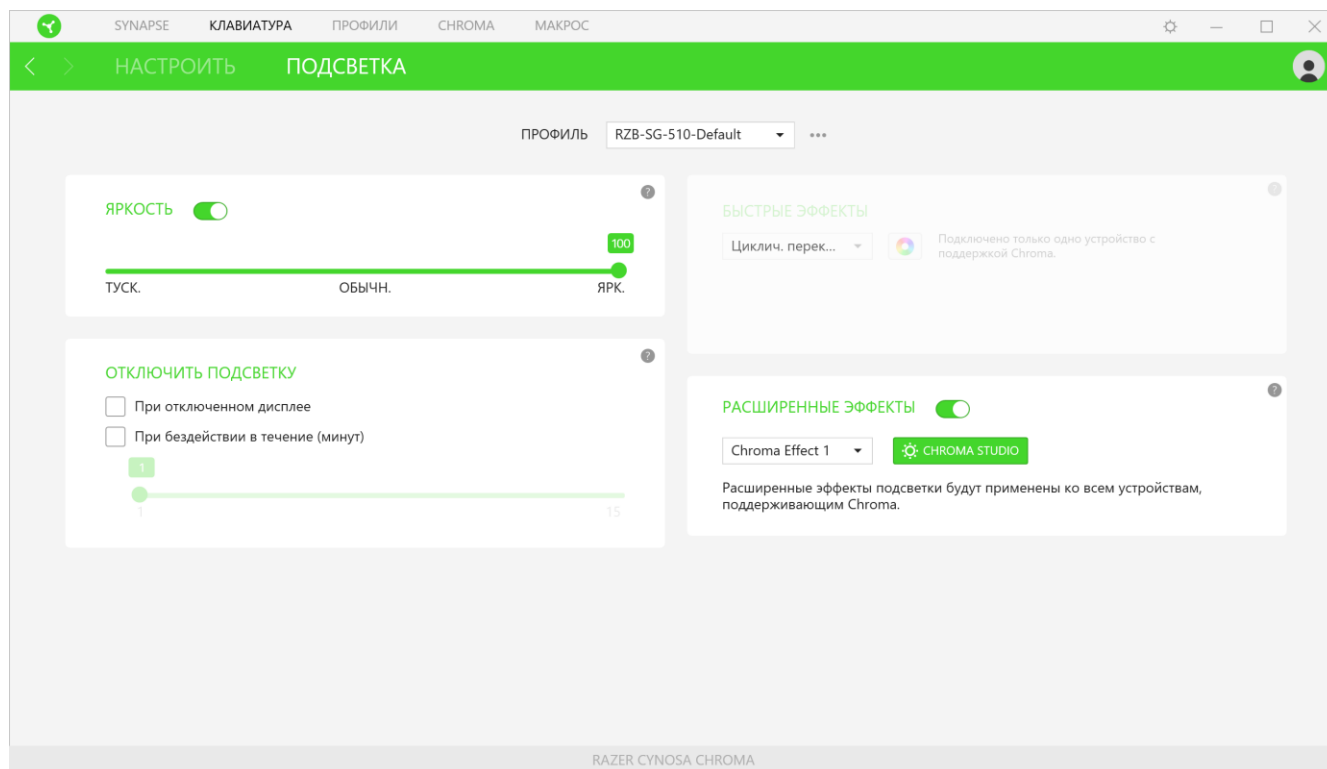 SYNAPSE КЛАВИАТУРА ПРОФИЛИ CHROMA МАКРОС
НАСТРОИТЬ ПОДСВЕТКА
ПРОФИЛЬ RZB-SG-510-Default
ЯРКОСТЬ
100
ТУСК. ОБЫЧН. ЯРК.
ОТКЛЮЧИТЬ ПОДСВЕТКУ
При отключенном дисплее
При бездействии в течение (минут)
1
1 15
БЫСТРЫЕ ЭФФЕКТЫ
Циклич. перек...
Подключено только одно устройство с
поддержкой Chroma.
РАСШИРЕННЫЕ ЭФФЕКТЫ
Chroma Effect 1 CHROMA STUDIO
Расширенные эффекты подсветки будут применены ко всем устройствам,
поддерживающим Chroma.
RAZER CYNOSA CHROMA